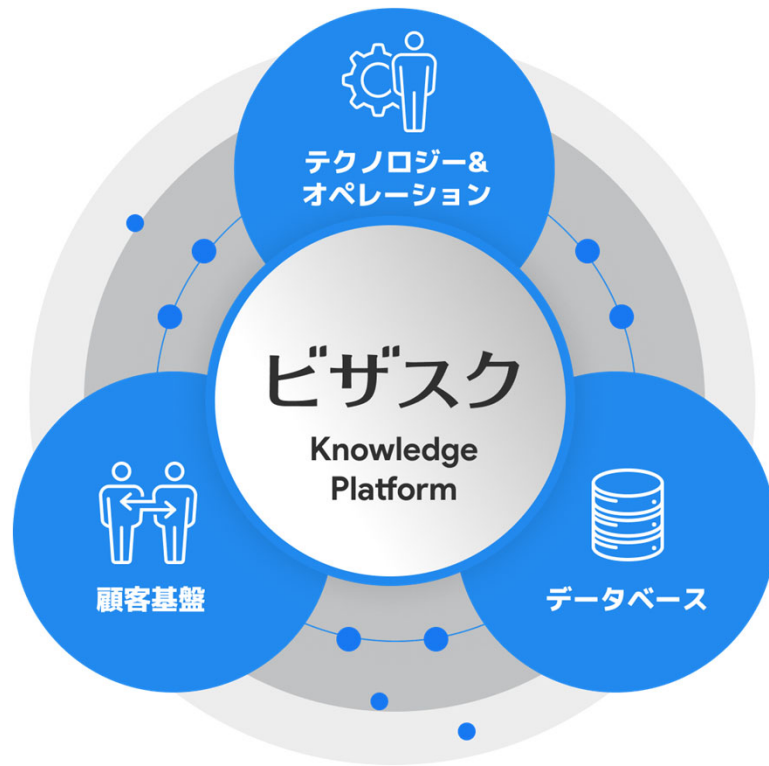 テクノロジー&
オペレーション
ビザスク
Knowledge
Platform
顧客基盤
データベース